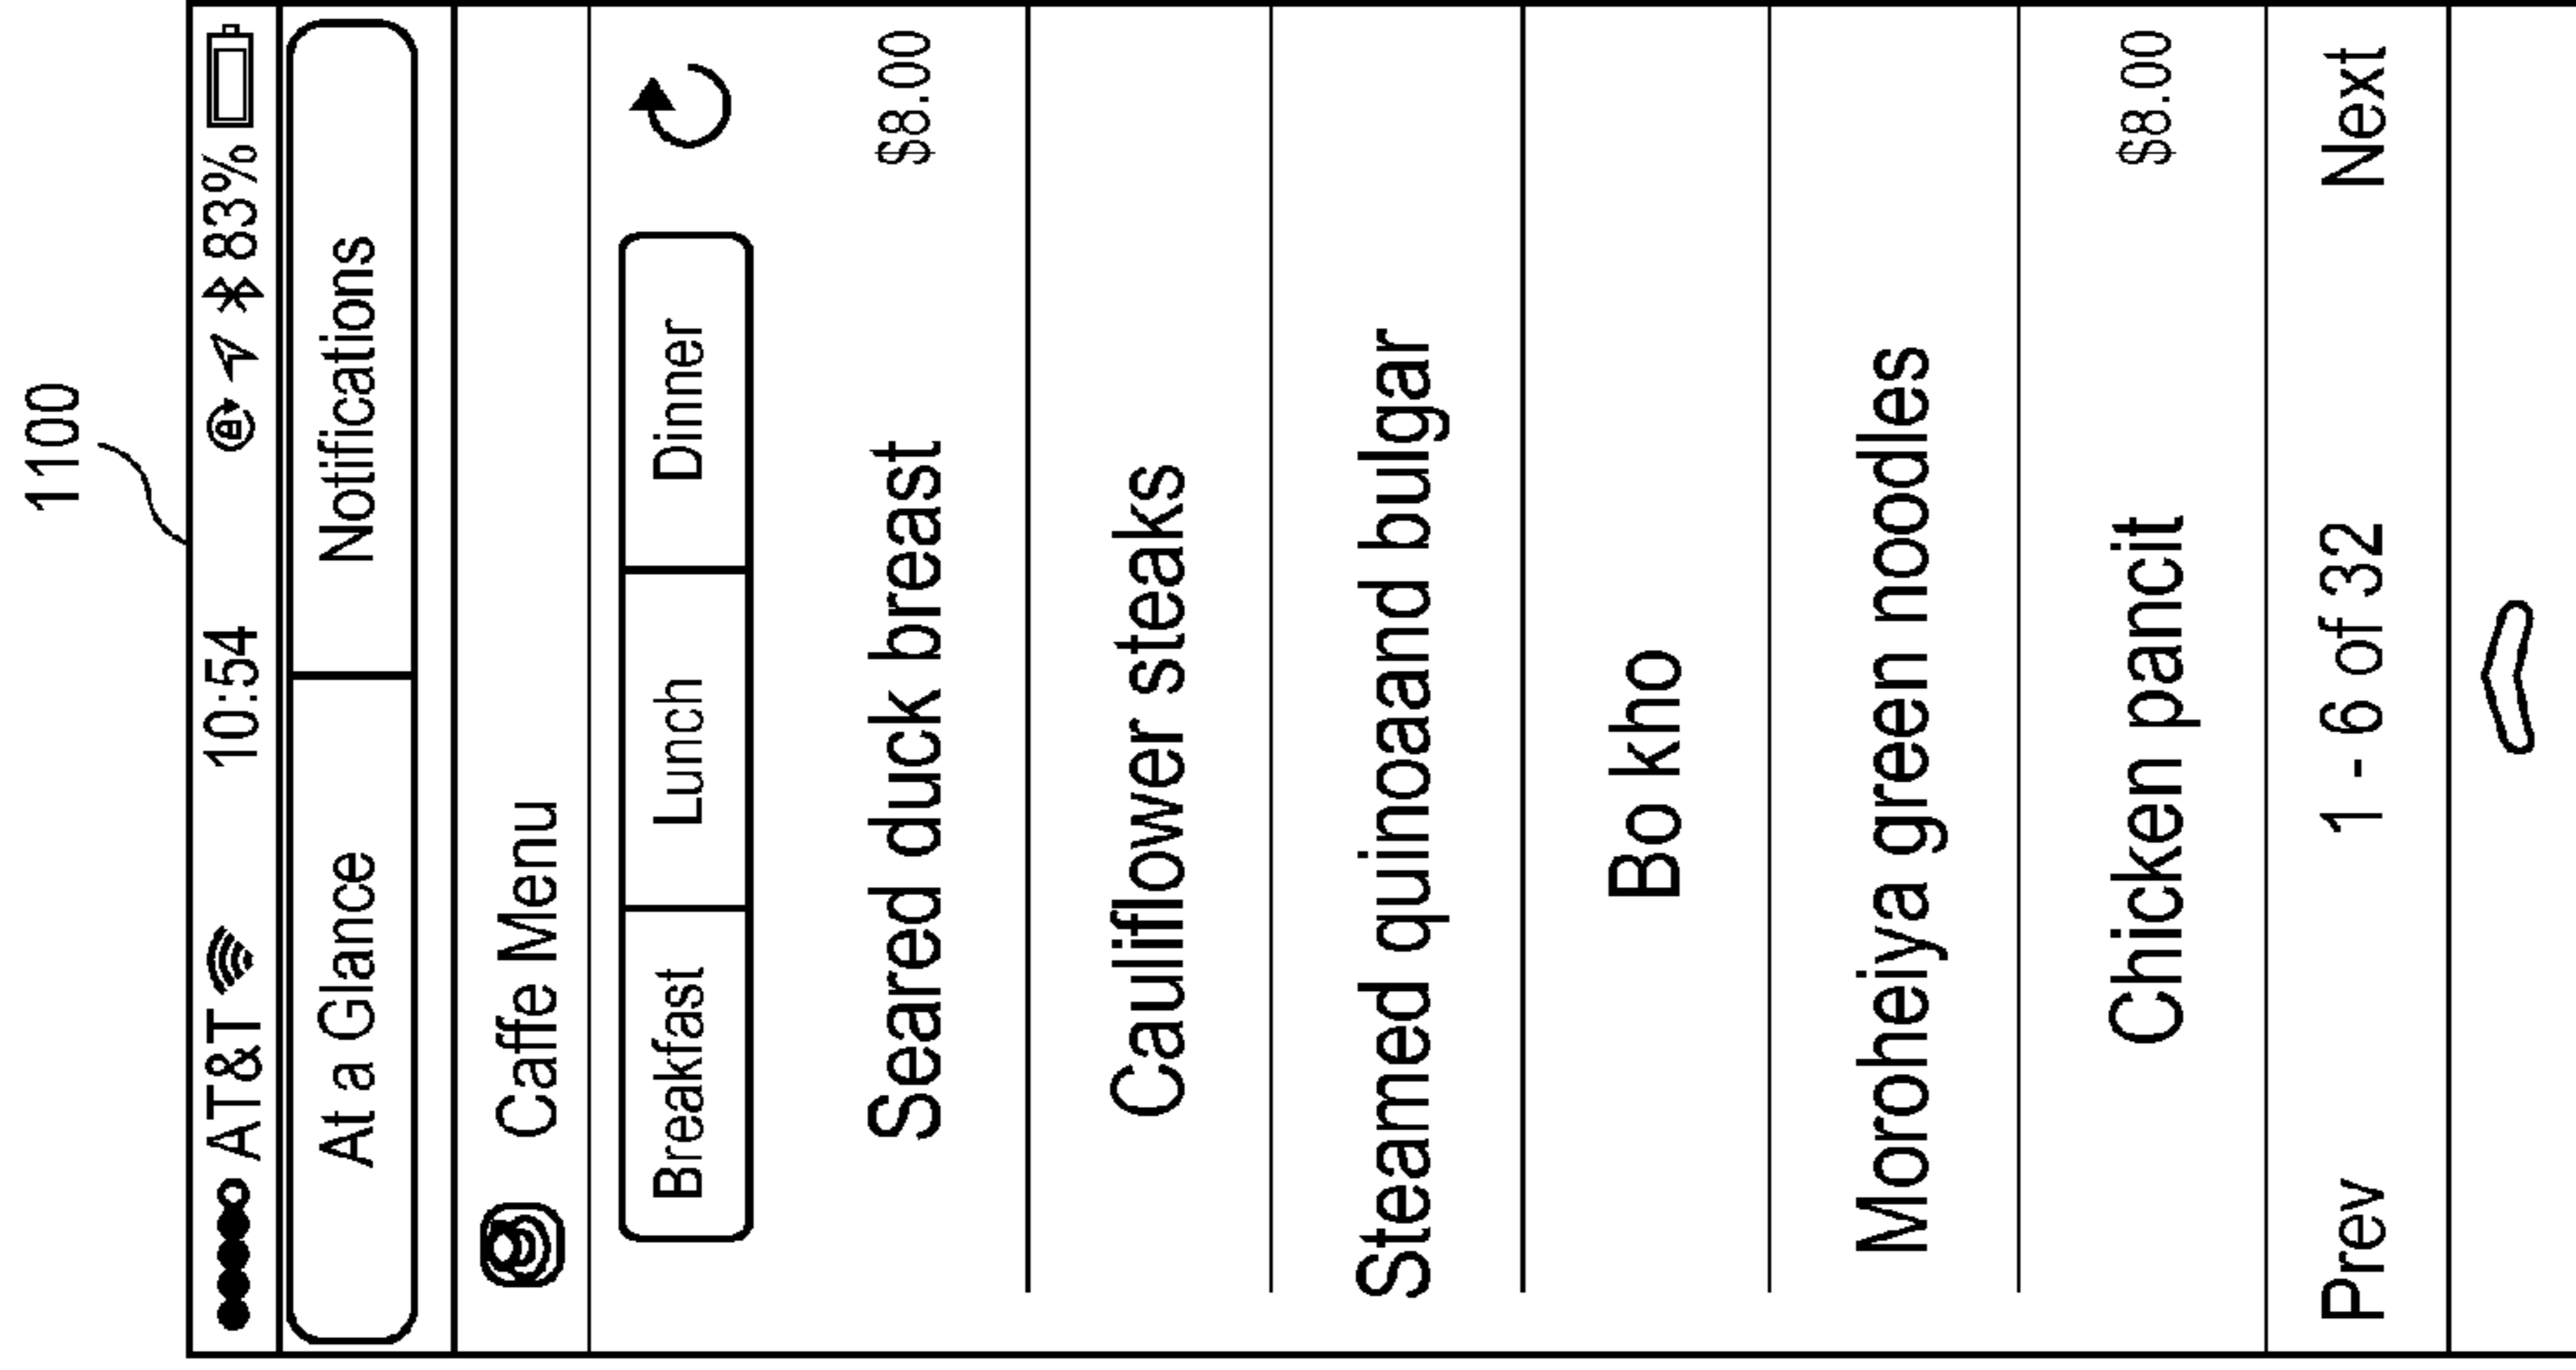 1100
AT&T 10:54 83%
At a Glance Notifications
Caffe Menu
Breakfast Lunch Dinner
Seared duck breast $8.00
Cauliflower steaks
Steamed quinoaand bulgar
Bo kho
Moroheiya green noodles
Chicken pancit $8.00
Prev 1 - 6 of 32 Next